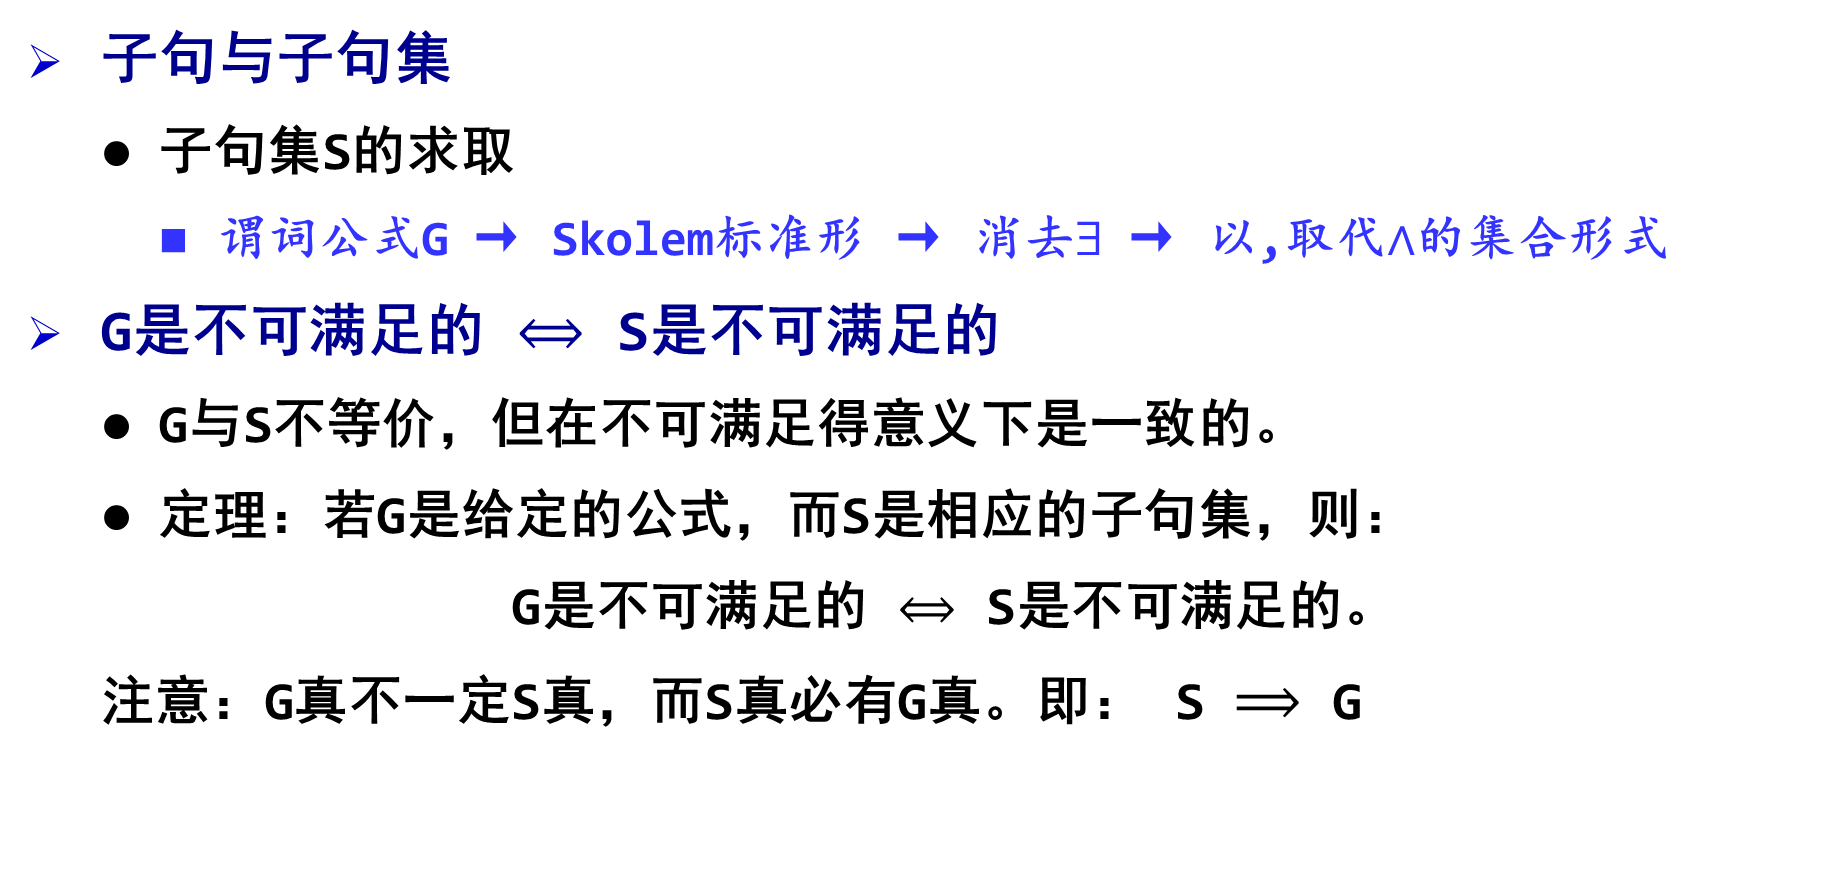 ➢ 子句与子句集
● 子句集S的求取
■ 谓词公式G → Skolem标准形 → 消去∃ → 以,取代∧的集合形式
➢ G是不可满足的 ⟺ S是不可满足的
● G与S不等价，但在不可满足得意义下是一致的。
● 定理：若G是给定的公式，而S是相应的子句集，则：
G是不可满足的 ⟺ S是不可满足的。
注意：G真不一定S真，而S真必有G真。即： S ⟹ G